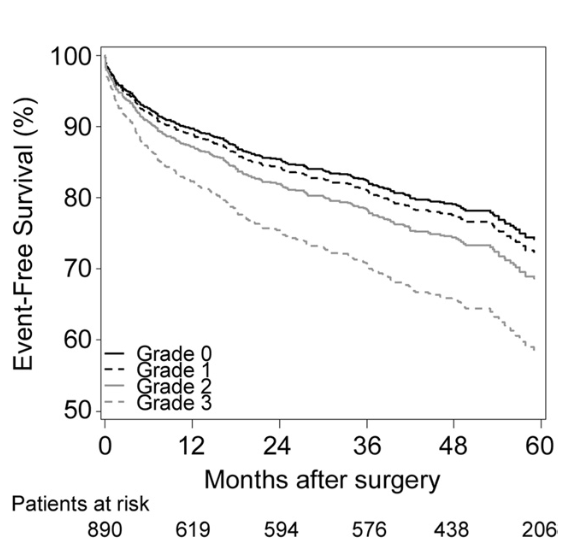 Event-Free Survival (%)
100
90
80
70
60
50
Grade 0
Grade 1
Grade 2
Grade 3
0 12 24 36 48 60
Months after surgery
Patients at risk
890 619 594 576 438 206